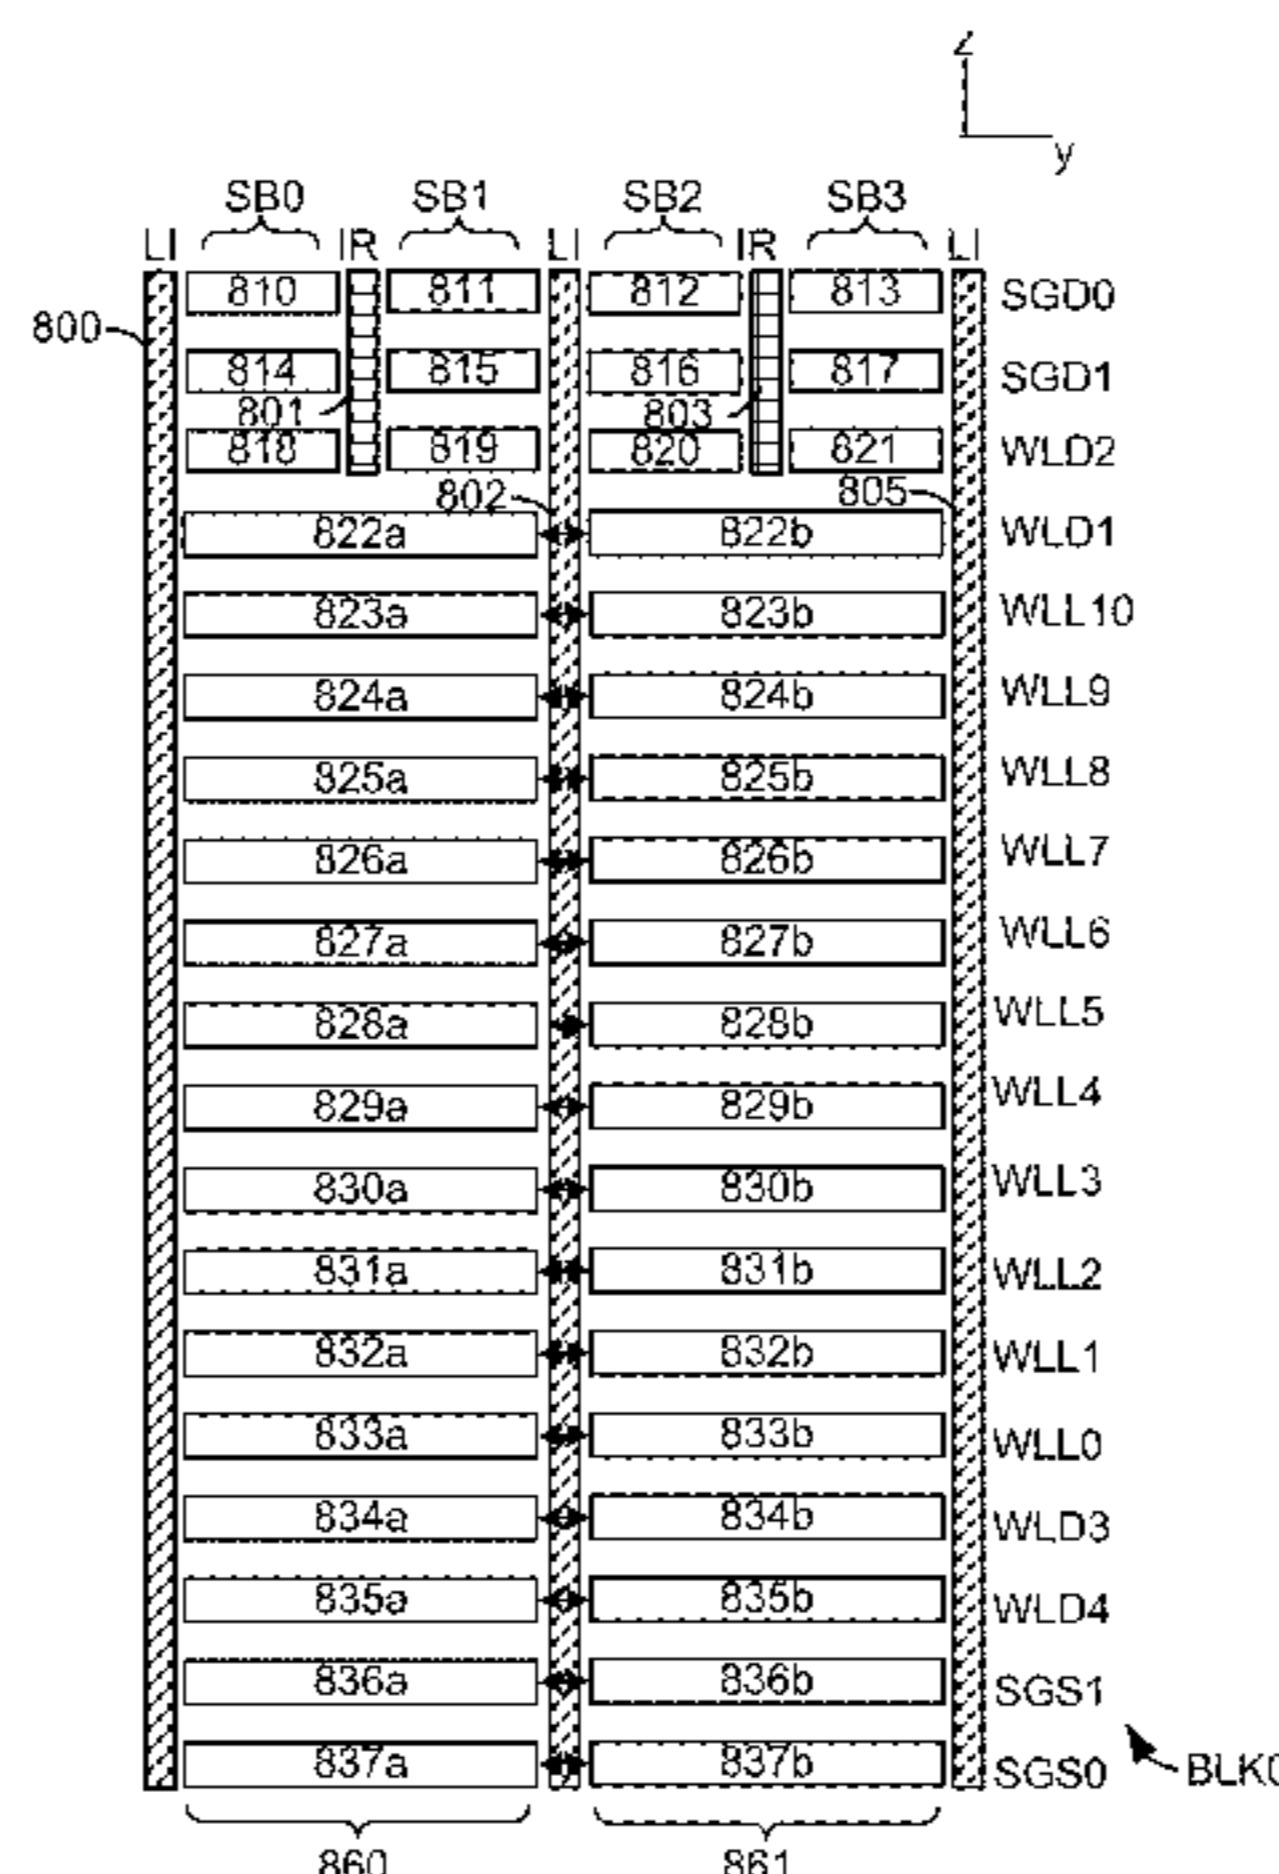 z
y
SB0 SB1 SB2 SB3
LI IR LI IR LI
810 811 812 813 SGD0
800
814 815 816 817 SGD1
801 803
818 819 820 821 WLD2
802 805
822a 822b WLD1
823a 823b WLL10
824a 824b WLL9
825a 825b WLL8
826a 826b WLL7
827a 827b WLL6
828a 828b WLL5
829a 829b WLL4
830a 830b WLL3
831a 831b WLL2
832a 832b WLL1
833a 833b WLL0
834a 834b WLD3
835a 835b WLD4
836a 836b SGS1
837a 837b SGS0 BLK0
860 861